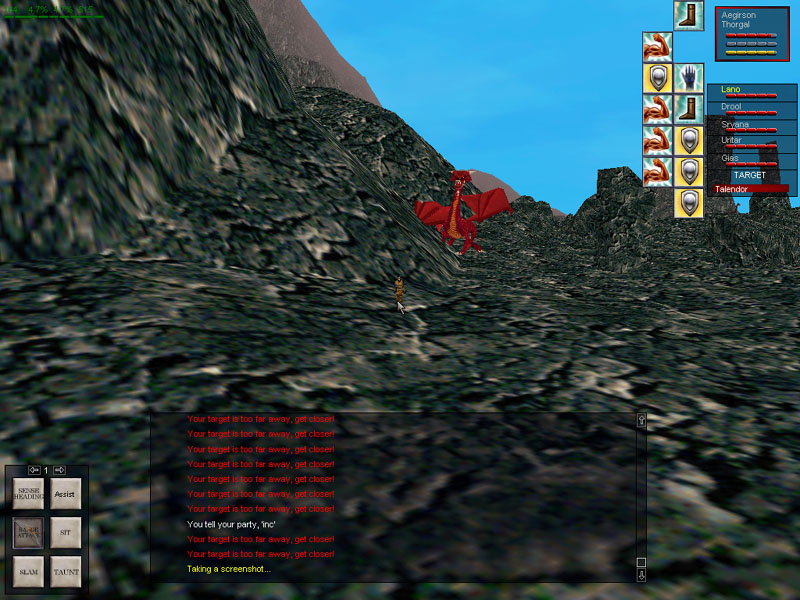 Aegirson
Thorgal
Lano
Drool
Sryana
Uritar
Gias
TARGET
Talendor
Your target is too far away, get closer!
Your target is too far away, get closer!
Your target is too far away, get closer!
Your target is too far away, get closer!
Your target is too far away, get closer!
Your target is too far away, get closer!
Your target is too far away, get closer!
You tell your party, 'inc'
Your target is too far away, get closer!
Your target is too far away, get closer!
Taking a screenshot...
1
SENSE HEADING
Assist
ATTACK
SIT
SLAM
TAUNT